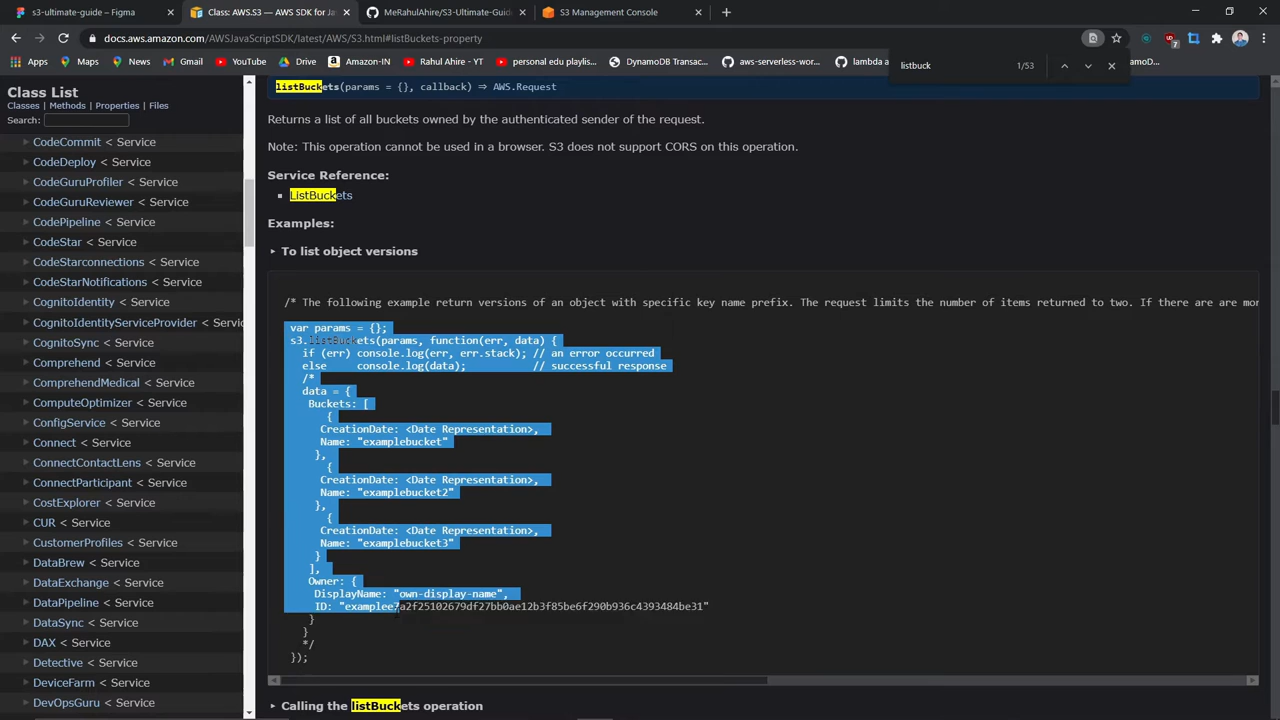 s3-ultimate-guide – Figma
Class: AWS.S3 — AWS SDK for Ja
MeRahulAhire/S3-Ultimate-Guide
S3 Management Console
docs.aws.amazon.com/AWSJavaScriptSDK/latest/AWS/S3.html#listBuckets-property
Apps
Maps
News
Gmail
YouTube
Drive
Amazon-IN
Rahul Ahire - YT
personal edu playlis...
DynamoDB Transac...
aws-serverless-wo...
lambda a
Demo...
listbuck
1/53
7
Class List
Classes | Methods | Properties | Files
Search:
CodeCommit < Service
CodeDeploy < Service
CodeGuruProfiler < Service
CodeGuruReviewer < Service
CodePipeline < Service
CodeStar < Service
CodeStarconnections < Service
CodeStarNotifications < Service
CognitoIdentity < Service
CognitoIdentityServiceProvider < Service
CognitoSync < Service
Comprehend < Service
ComprehendMedical < Service
ComputeOptimizer < Service
ConfigService < Service
Connect < Service
ConnectContactLens < Service
ConnectParticipant < Service
CostExplorer < Service
CUR < Service
CustomerProfiles < Service
DataBrew < Service
DataExchange < Service
DataPipeline < Service
DataSync < Service
DAX < Service
Detective < Service
DeviceFarm < Service
DevOpsGuru < Service
listBuckets(params = {}, callback) ⇒ AWS.Request
Returns a list of all buckets owned by the authenticated sender of the request.
Note: This operation cannot be used in a browser. S3 does not support CORS on this operation.
Service Reference:
ListBuckets
Examples:
To list object versions
/* The following example return versions of an object with specific key name prefix. The request limits the number of items returned to two. If there are are mor
var params = {};
s3.listBuckets(params, function(err, data) {
if (err) console.log(err, err.stack); // an error occurred
else console.log(data); // successful response
/*
data = {
Buckets: [
{
CreationDate: <Date Representation>,
Name: "examplebucket"
},
{
CreationDate: <Date Representation>,
Name: "examplebucket2"
},
{
CreationDate: <Date Representation>,
Name: "examplebucket3"
}
],
Owner: {
DisplayName: "own-display-name",
ID: "examplee7a2f25102679df27bb0ae12b3f85be6f290b936c4393484be31"
}
}
*/
});
Calling the listBuckets operation